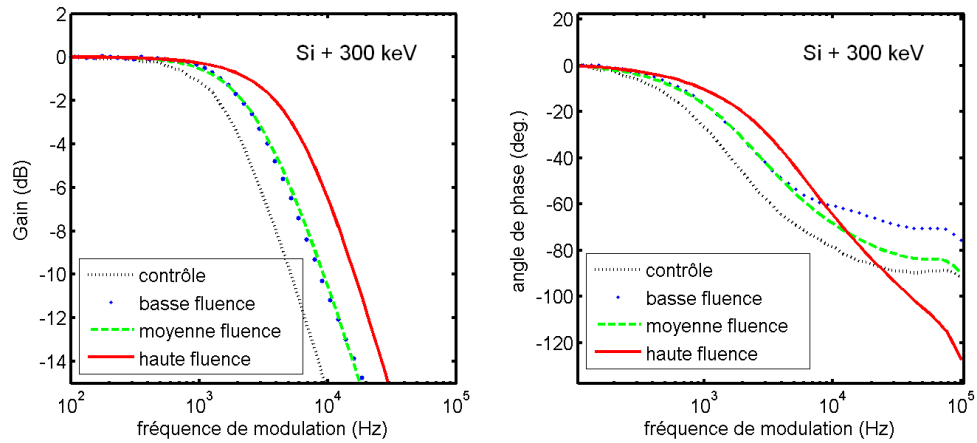 Si + 300 keV
Gain (dB)
2
0
-2
-4
-6
-8
-10
-12
-14
contrôle
basse fluence
moyenne fluence
haute fluence
10²
10³
10⁴
10⁵
fréquence de modulation (Hz)
Si + 300 keV
angle de phase (deg.)
20
0
-20
-40
-60
-80
-100
-120
contrôle
basse fluence
moyenne fluence
haute fluence
10³
10⁴
10⁵
fréquence de modulation (Hz)